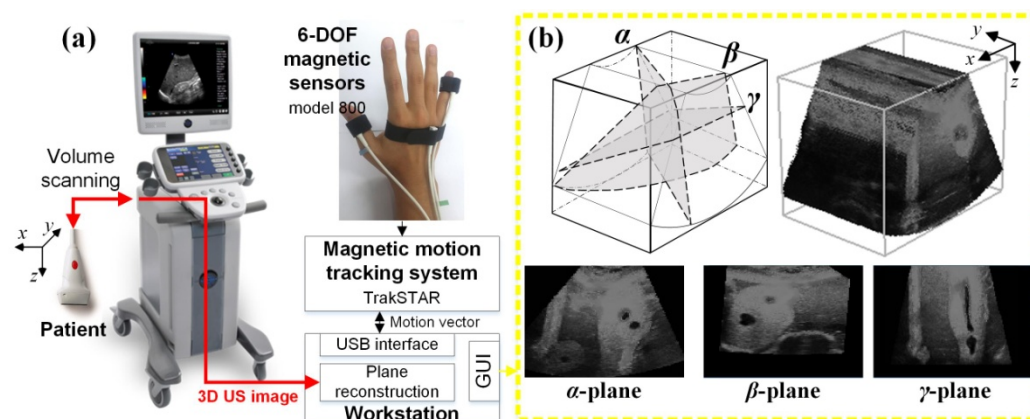 (a)
6-DOF
magnetic
sensors
model 800
Volume
scanning
x
y
z
Patient
Magnetic motion
tracking system
TrakSTAR
Motion vector
USB interface
Plane
reconstruction
GUI
3D US image
Workstation
(b)
α
β
γ
y
x
z
α-plane
β-plane
γ-plane